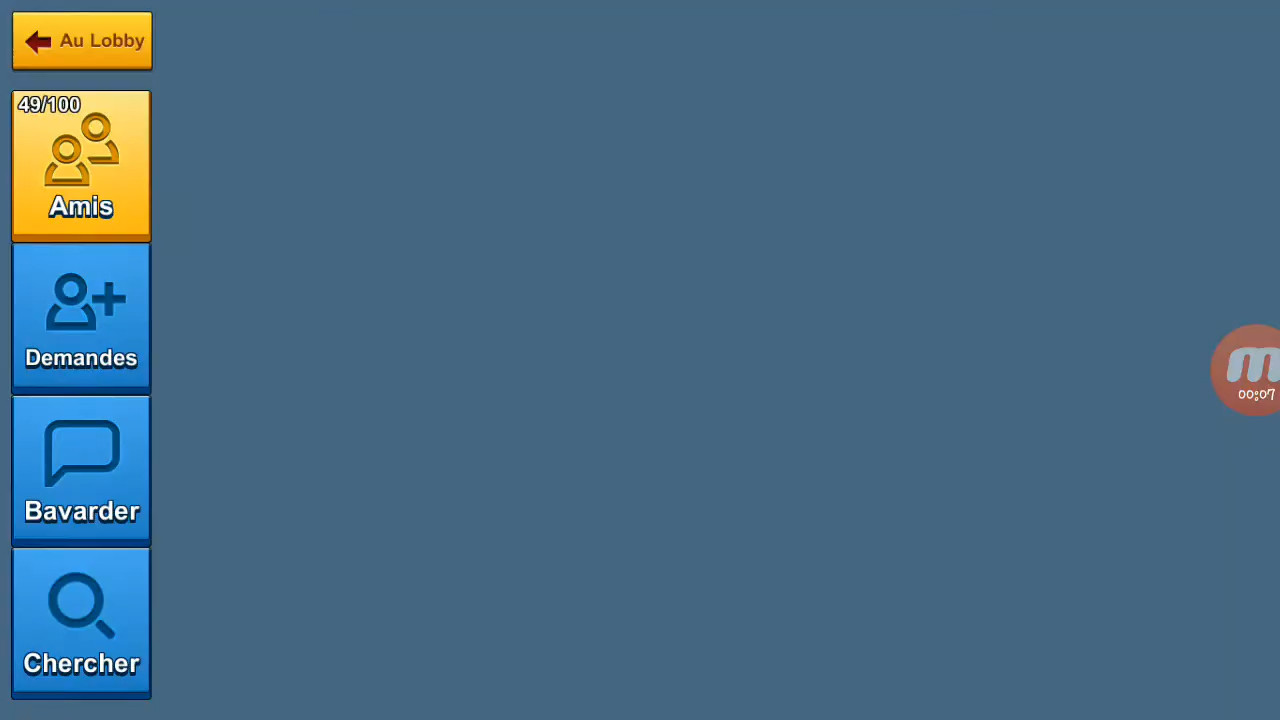 Au Lobby
49/100
Amis
Demandes
Bavarder
Chercher
00:07